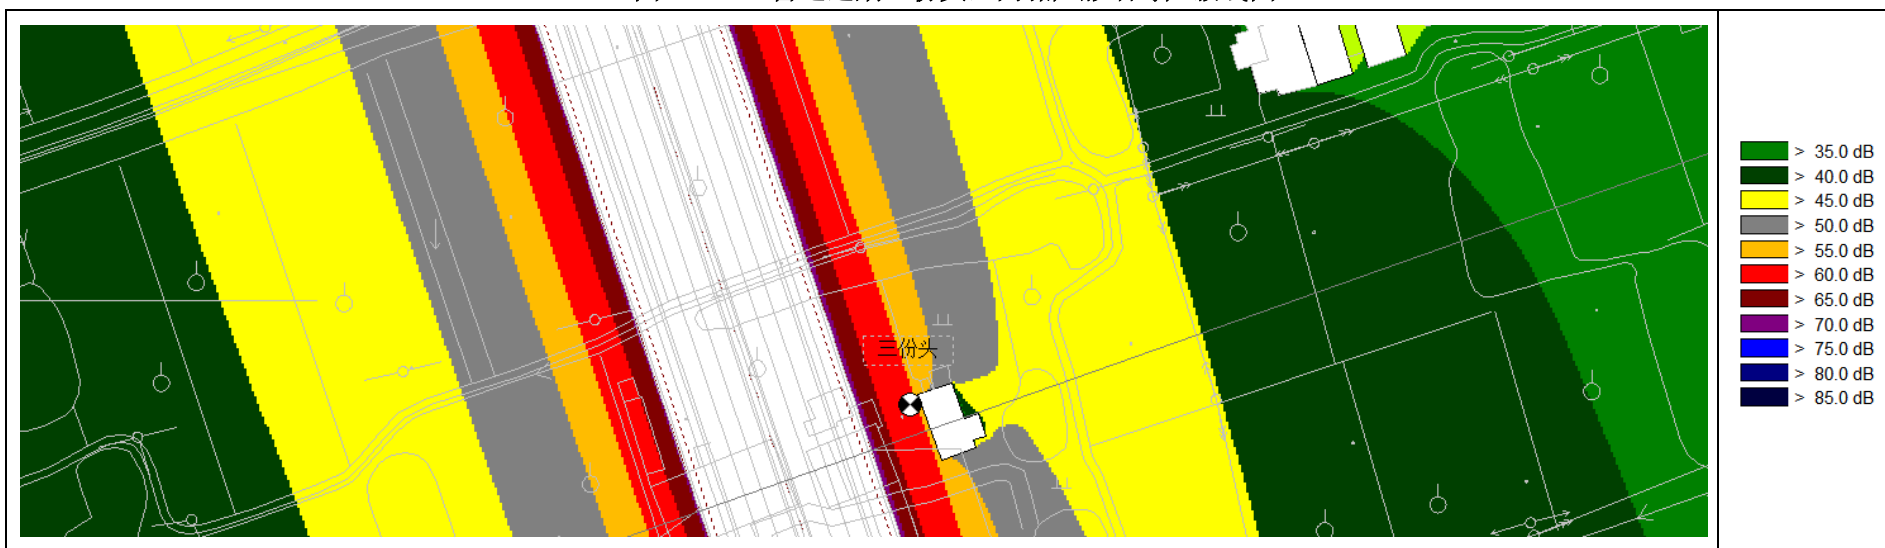 三份头
> 35.0 dB
> 40.0 dB
> 45.0 dB
> 50.0 dB
> 55.0 dB
> 60.0 dB
> 65.0 dB
> 70.0 dB
> 75.0 dB
> 80.0 dB
> 85.0 dB